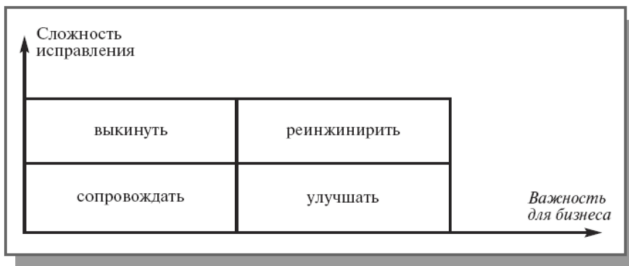 Сложность
исправления
выкинуть
реинжинирить
сопровождать
улучшать
Важность
для бизнеса